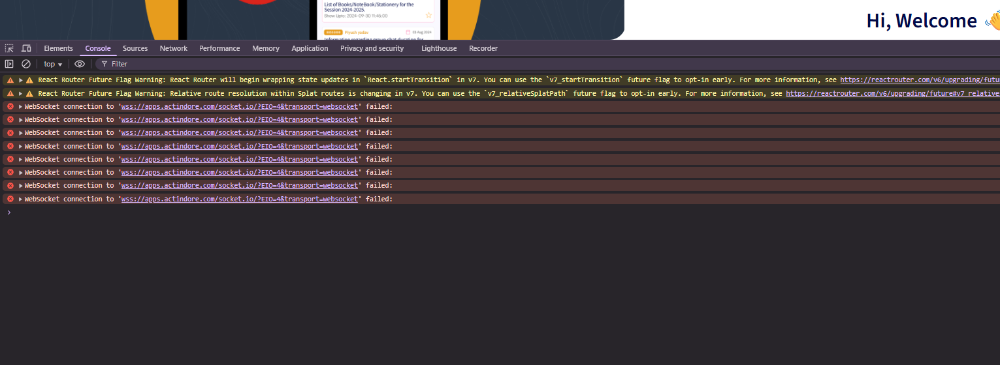 List of Books/NoteBook/Stationery for the
Session 2024-2025.
Show Upto: 2024-09-30 11:45:00
Piyush yadav
03 Aug 2024
Information regarding group chat duration for
Hi, Welcome
Elements Console Sources Network Performance Memory Application Privacy and security Lighthouse Recorder
top Filter
React Router Future Flag Warning: React Router will begin wrapping state updates in `React.startTransition` in v7. You can use the `v7_startTransition` future flag to opt-in early. For more information, see https://reactrouter.com/v6/upgrading/futu
React Router Future Flag Warning: Relative route resolution within Splat routes is changing in v7. You can use the `v7_relativeSplatPath` future flag to opt-in early. For more information, see https://reactrouter.com/v6/upgrading/future#v7_relative
WebSocket connection to 'wss://apps.actindore.com/socket.io/?EIO=4&transport=websocket' failed:
WebSocket connection to 'wss://apps.actindore.com/socket.io/?EIO=4&transport=websocket' failed:
WebSocket connection to 'wss://apps.actindore.com/socket.io/?EIO=4&transport=websocket' failed:
WebSocket connection to 'wss://apps.actindore.com/socket.io/?EIO=4&transport=websocket' failed:
WebSocket connection to 'wss://apps.actindore.com/socket.io/?EIO=4&transport=websocket' failed:
WebSocket connection to 'wss://apps.actindore.com/socket.io/?EIO=4&transport=websocket' failed:
WebSocket connection to 'wss://apps.actindore.com/socket.io/?EIO=4&transport=websocket' failed:
WebSocket connection to 'wss://apps.actindore.com/socket.io/?EIO=4&transport=websocket' failed: